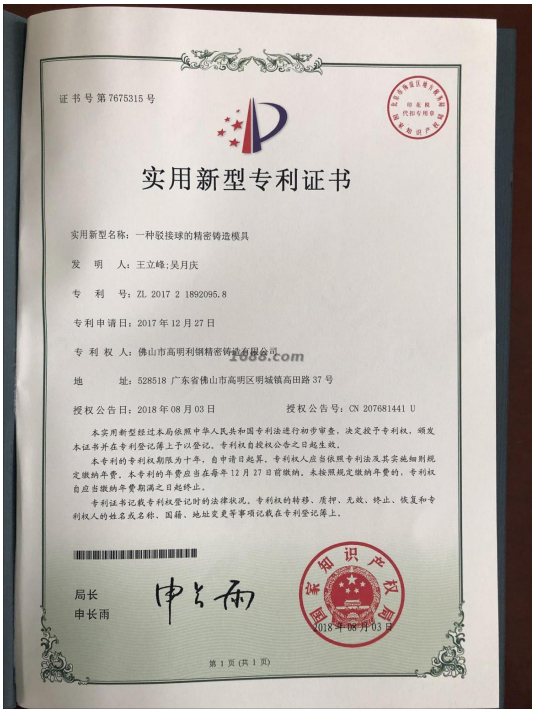 证书号第7675315号
实用新型专利证书
实用新型名称：一种驳接球的精密铸造模具
发明人：王立峰;吴月庆
专利号：ZL 2017 2 1892095.8
专利申请日：2017年12月27日
专利权人：佛山市高明利钢精密铸造有限公司
1688.com
地址：528518 广东省佛山市高明区明城镇高田路37号
授权公告日：2018年08月03日 授权公告号：CN 207681441 U
本实用新型经过本局依照中华人民共和国专利法进行初步审查，决定授予专利权，颁发
本证书并在专利登记簿上予以登记。专利权自授权公告之日起生效。
本专利的专利权期限为十年，自申请日起算。专利权人应当依照专利法及其实施细则规
定缴纳年费。本专利的年费应当在每年12月27日前缴纳。未按照规定缴纳年费的，专利权
自应当缴纳年费期满之日起终止。
专利证书记载专利权登记时的法律状况。专利权的转移、质押、无效、终止、恢复和专
利权人的姓名或名称、国籍、地址变更等事项记载在专利登记簿上。
局长
申长雨
申长雨
国家知识产权局
2018年08月03日
第1页(共1页)